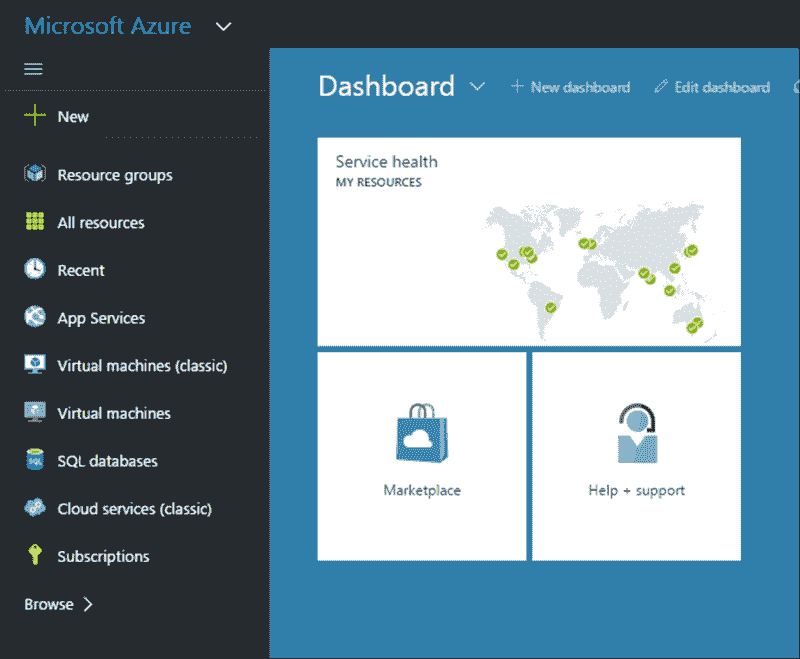 Microsoft Azure
New
Resource groups
All resources
Recent
App Services
Virtual machines (classic)
Virtual machines
SQL databases
Cloud services (classic)
Subscriptions
Browse
Dashboard
New dashboard
Edit dashboard
Service health
MY RESOURCES
Marketplace
Help + support